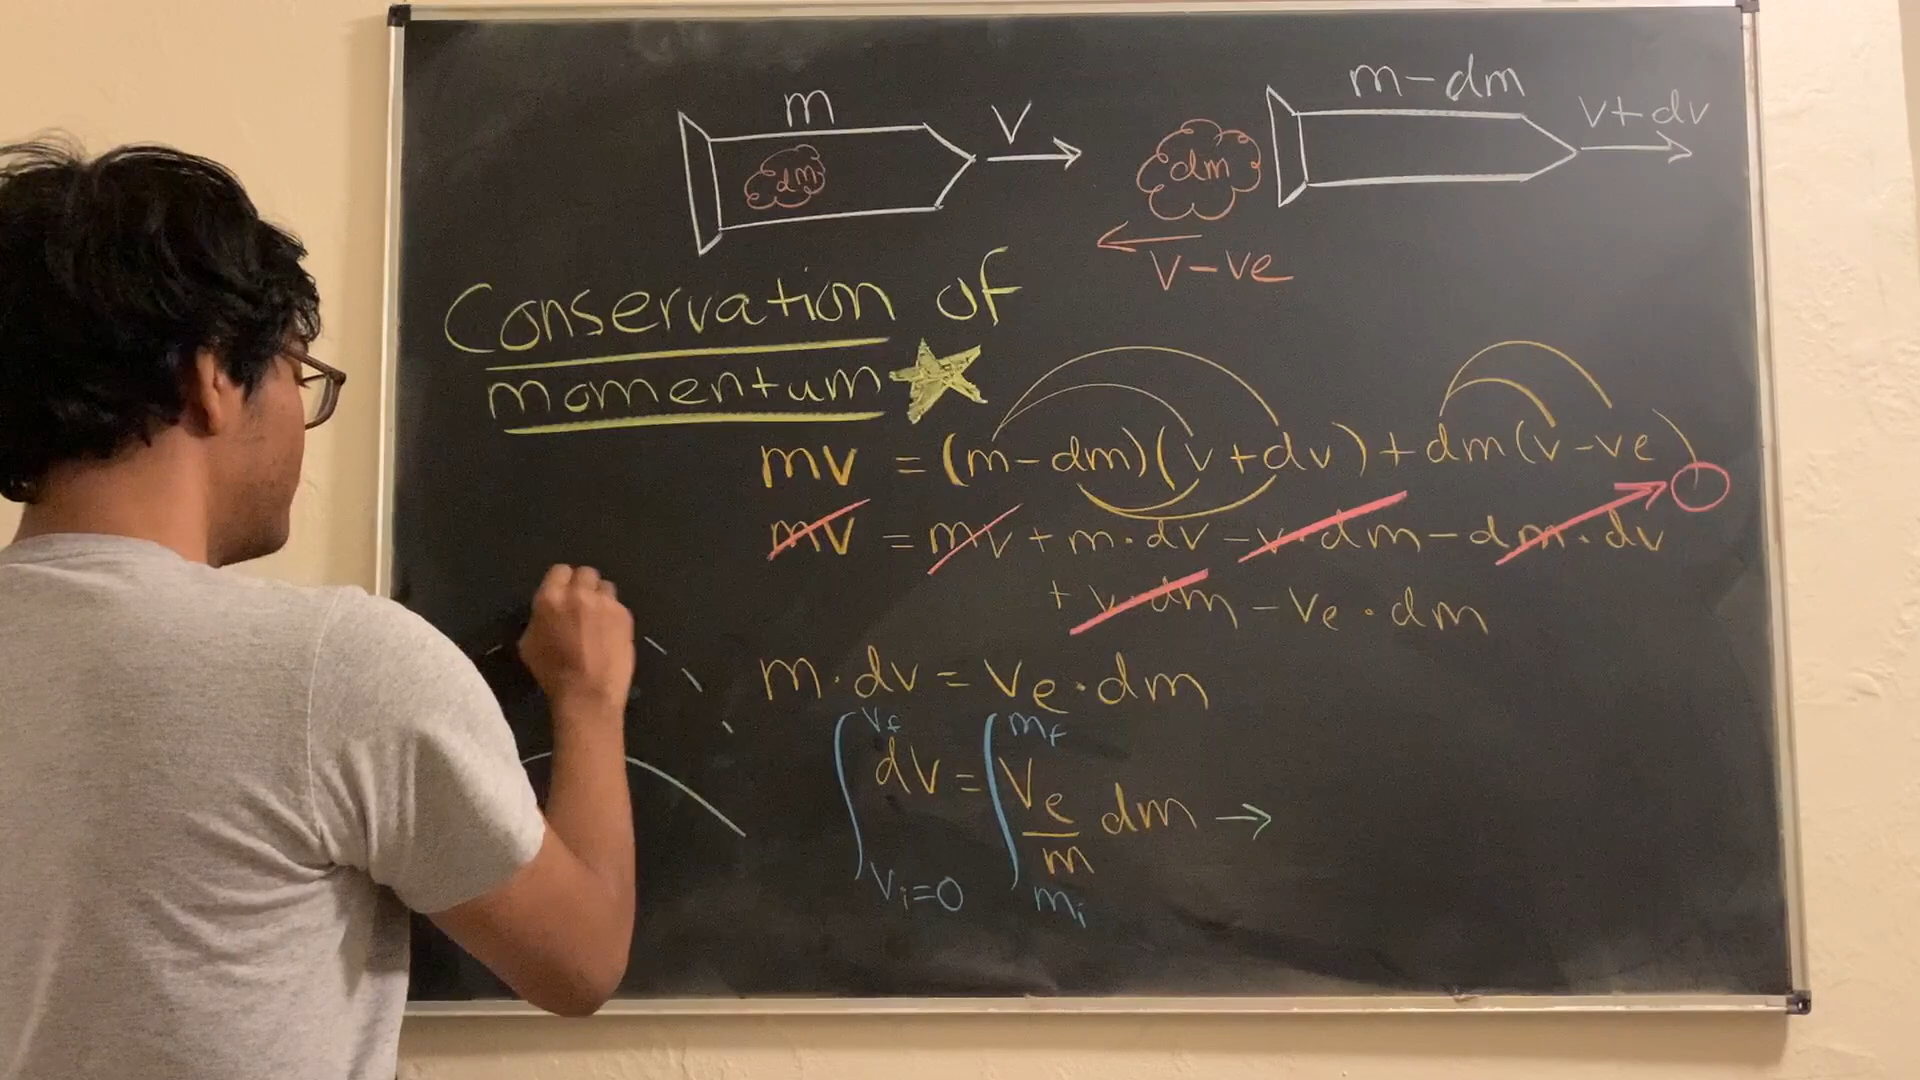 m
V
dm
m-dm
v+dv
dm
V-Ve
Conservation of
momentum
mv = (m-dm)(v+dv)+dm(v-ve)
mv = mv + m·dv - v·dm - dm·dv
+ v·dm - Ve·dm
m·dv = Ve·dm
∫ dv = ∫ Ve/m dm →
Vf
mf
Vi=0
mi